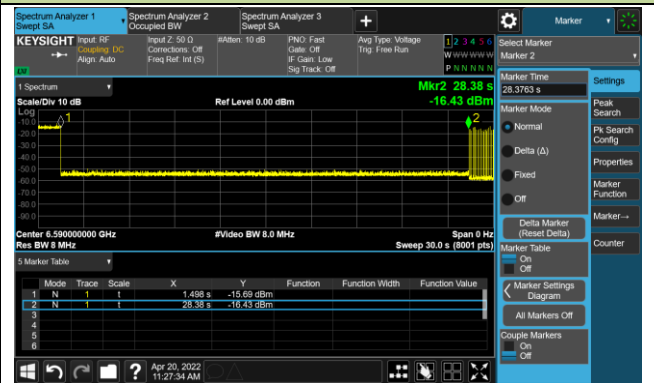 Spectrum Analyzer 1
Swept SA
Spectrum Analyzer 2
Occupied BW
Spectrum Analyzer 3
Swept SA
Marker
KEYSIGHT
Input: RF
Coupling: DC
Align: Auto
Input Z: 50 Ω
Corrections: Off
Freq Ref: Int (S)
#Atten: 10 dB
PNO: Fast
Gate: Off
IF Gain: Low
Sig Track: Off
Avg Type: Voltage
Trig: Free Run
1 2 3 4 5 6
W W W W W W
P N N N N N
Select Marker
Marker 2
1 Spectrum
Mkr2 28.38 s
Scale/Div 10 dB
Ref Level 0.00 dBm
-16.43 dBm
Log
-10.0
-20.0
-30.0
-40.0
-50.0
-60.0
-70.0
-80.0
-90.0
1
2
Center 6.590000000 GHz
#Video BW 8.0 MHz
Span 0 Hz
Res BW 8 MHz
Sweep 30.0 s (8001 pts)
5 Marker Table
Mode Trace Scale X Y Function Function Width Function Value
1 N 1 t 1.498 s -15.69 dBm
2 N 1 t 28.38 s -16.43 dBm
3
4
5
6
Marker Time
28.3763 s
Marker Mode
Normal
Delta (Δ)
Fixed
Off
Delta Marker
(Reset Delta)
Marker Table
On
Off
Marker Settings
Diagram
All Markers Off
Couple Markers
On
Off
Settings
Peak
Search
Pk Search
Config
Properties
Marker
Function
Marker→
Counter
Apr 20, 2022
11:27:34 AM